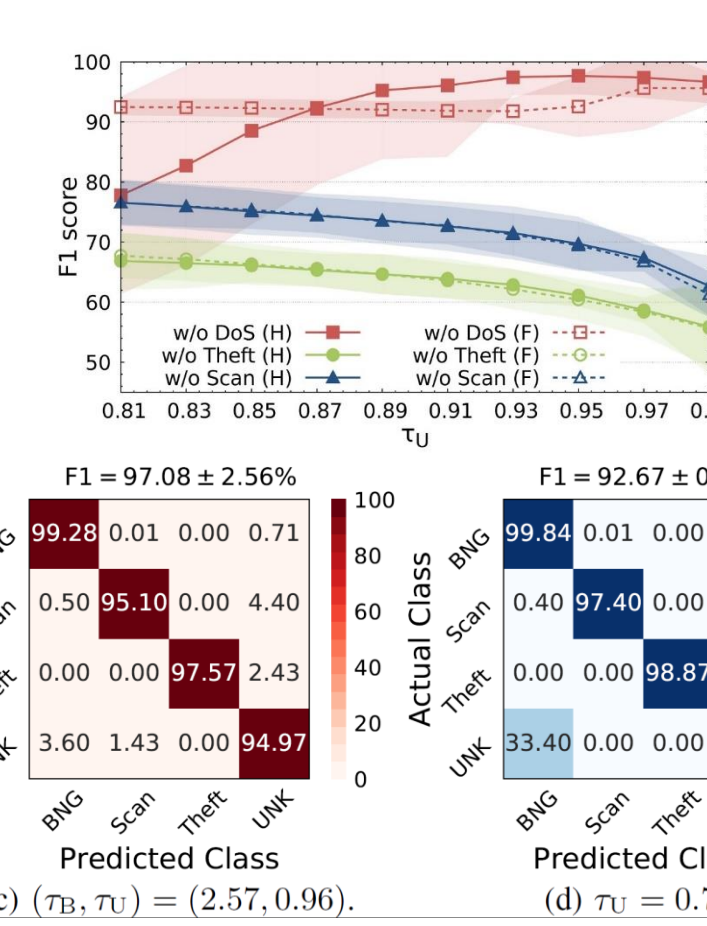 100
90
80
70
60
50
F1 score
w/o DoS (H)
w/o Theft (H)
w/o Scan (H)
w/o DoS (F)
w/o Theft (F)
w/o Scan (F)
0.81 0.83 0.85 0.87 0.89 0.91 0.93 0.95 0.97 0.
τU
F1 = 97.08 ± 2.56%
99.28 0.01 0.00 0.71
0.50 95.10 0.00 4.40
0.00 0.00 97.57 2.43
3.60 1.43 0.00 94.97
BNG Scan Theft UNK
Predicted Class
100
80
60
40
20
0
c) (τB, τU) = (2.57, 0.96).
F1 = 92.67 ± 0
Actual Class
BNG 99.84 0.01 0.00
Scan 0.40 97.40 0.00
Theft 0.00 0.00 98.87
UNK 33.40 0.00 0.00
BNG Scan Theft
Predicted Cl
(d) τU = 0.7